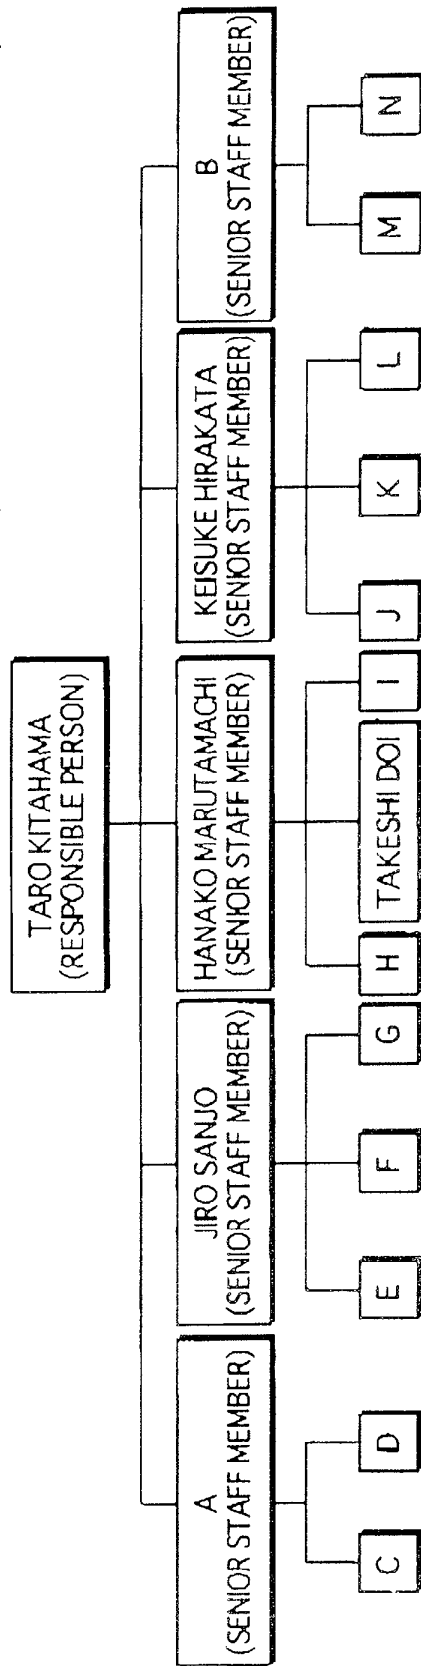 TARO KITAHAMA
(RESPONSIBLE PERSON)
A
(SENIOR STAFF MEMBER)
JIRO SANJO
(SENIOR STAFF MEMBER)
HANAKO MARUTAMACHI
(SENIOR STAFF MEMBER)
KEISUKE HIRAKATA
(SENIOR STAFF MEMBER)
B
(SENIOR STAFF MEMBER)
C
D
E
F
G
H
TAKESHI DOI
I
J
K
L
M
N